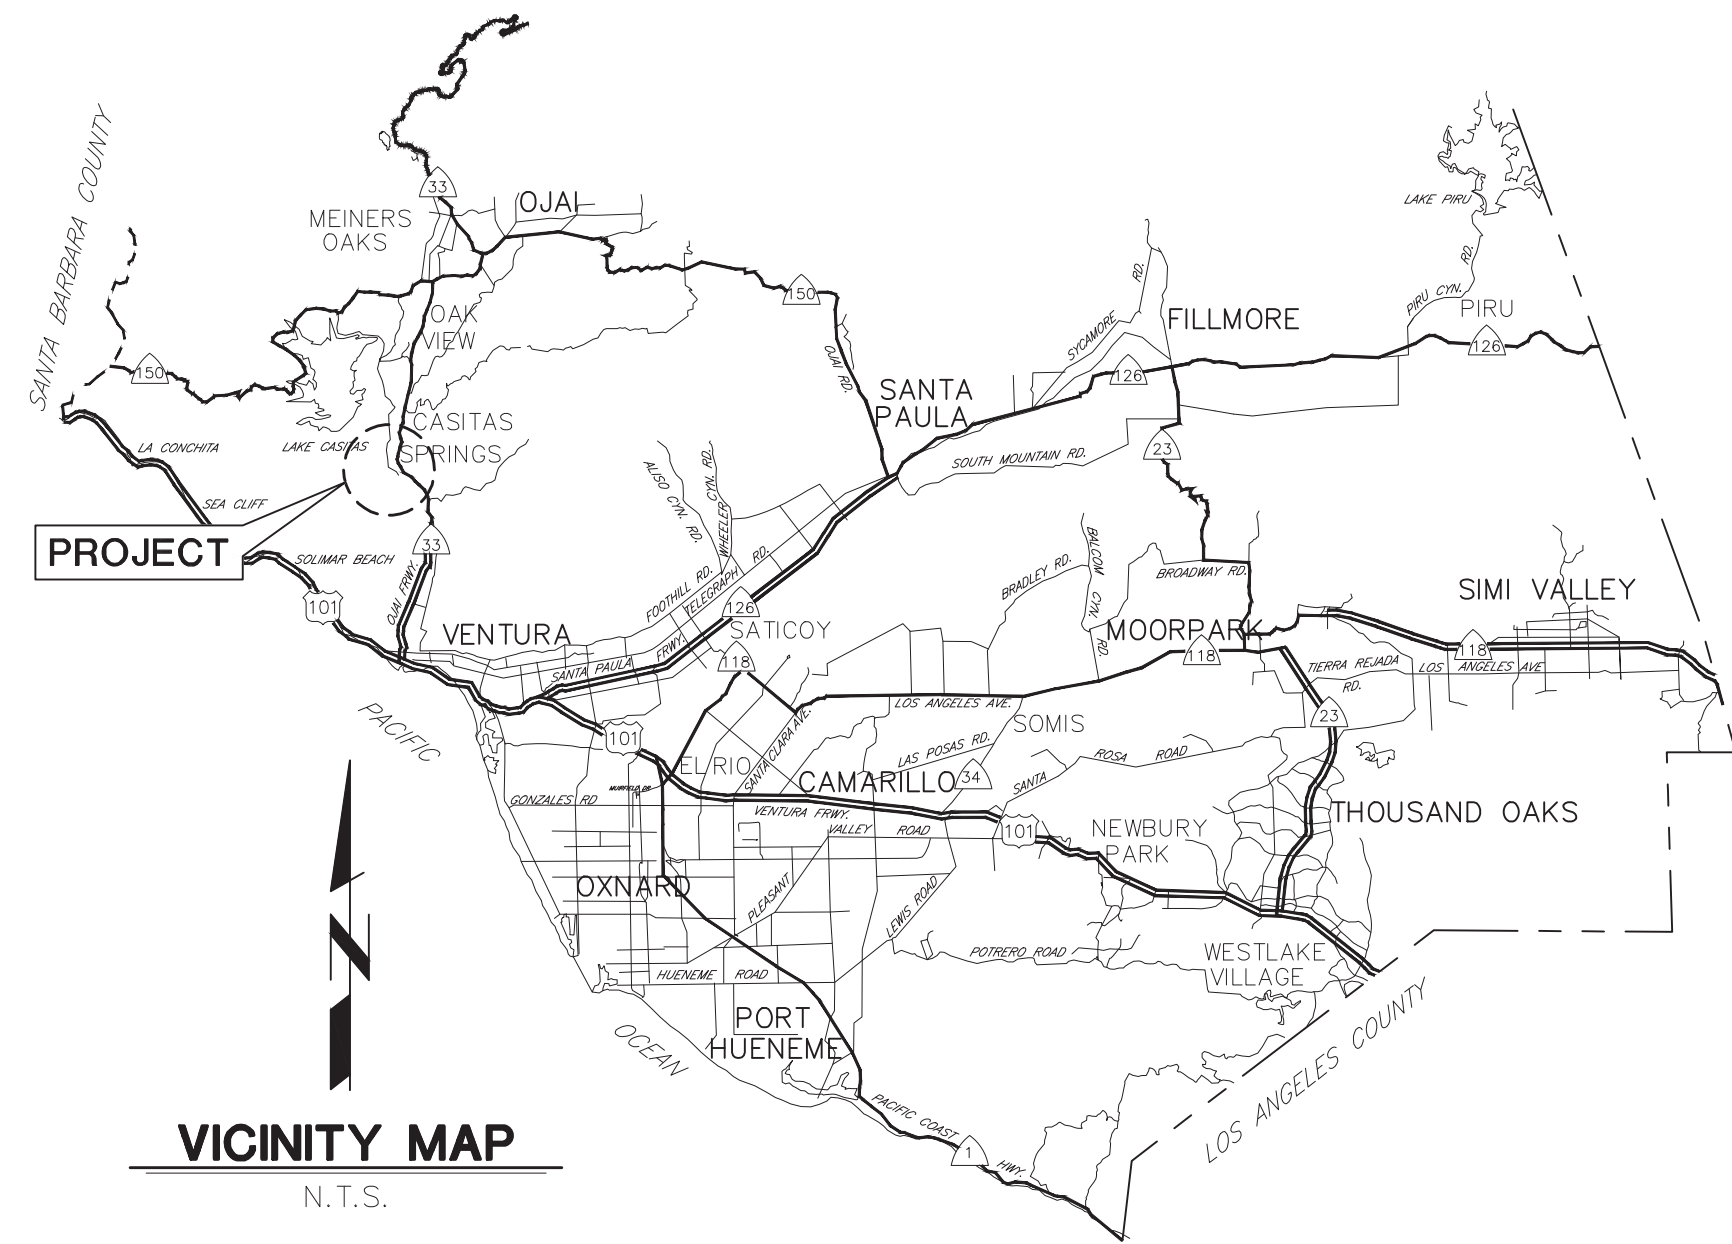 SANTA BARBARA COUNTY
33
MEINERS
OAKS
OJAI
LAKE PIRU
RD.
PIRU CYN.
PIRU
126
150
OAK
VIEW
150
OJAI RD.
RD.
SYCAMORE
FILLMORE
126
SANTA
PAULA
SOUTH MOUNTAIN RD.
23
CASITAS
SPRINGS
LAKE CASITAS
LA CONCHITA
SEA CLIFF
PROJECT
SOLIMAR BEACH
101
33
OJAI FRWY.
VENTURA
ALISO CYN. RD.
WHEELER CYN. RD.
FOOTHILL RD.
TELEGRAPH RD.
126
SATICOY
118
SANTA PAULA FRWY.
BRADLEY RD.
BALCOM CYN. RD.
BROADWAY RD.
MOORPARK
118
SIMI VALLEY
118
TIERRA REJADA
RD.
LOS ANGELES AVE
23
LOS ANGELES AVE.
SOMIS
LAS POSAS RD.
34
SANTA ROSA ROAD
SANTA CLARA AVE.
PACIFIC
101
EL RIO
MUIRFIELD DR
GONZALES RD
CAMARILLO
VENTURA FRWY.
VALLEY ROAD
101
NEWBURY
PARK
THOUSAND OAKS
OXNARD
PLEASANT
LEWIS ROAD
POTRERO ROAD
WESTLAKE
VILLAGE
HUENEME ROAD
PORT
HUENEME
OCEAN
PACIFIC COAST HWY.
1
LOS ANGELES COUNTY
N
VICINITY MAP
N.T.S.